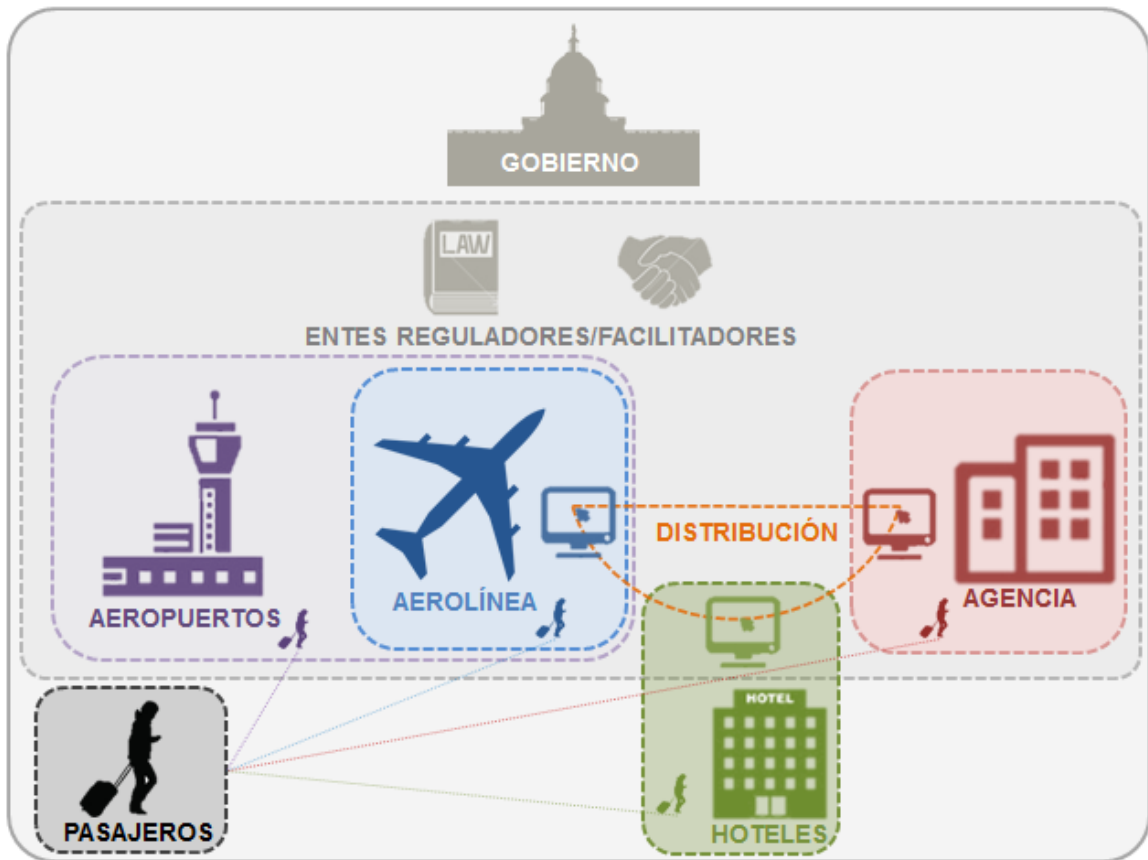 GOBIERNO
LAW
ENTES REGULADORES/FACILITADORES
AEROPUERTOS
AEROLÍNEA
DISTRIBUCIÓN
AGENCIA
HOTEL
PASAJEROS
HOTELES